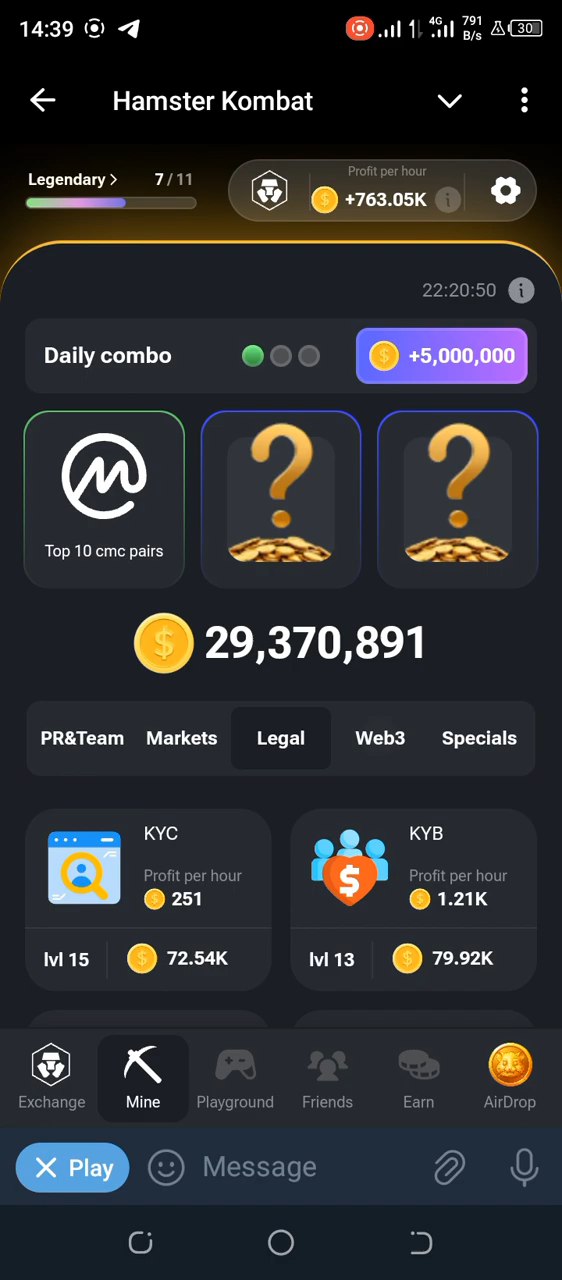 14:39 4G 791 B/s 30
Hamster Kombat
Legendary > 7 / 11
Profit per hour
+763.05K
22:20:50
Daily combo +5,000,000
Top 10 cmc pairs
29,370,891
PR&Team Markets Legal Web3 Specials
KYC
Profit per hour
251
lvl 15 72.54K
KYB
Profit per hour
1.21K
lvl 13 79.92K
Exchange Mine Playground Friends Earn AirDrop
Play Message